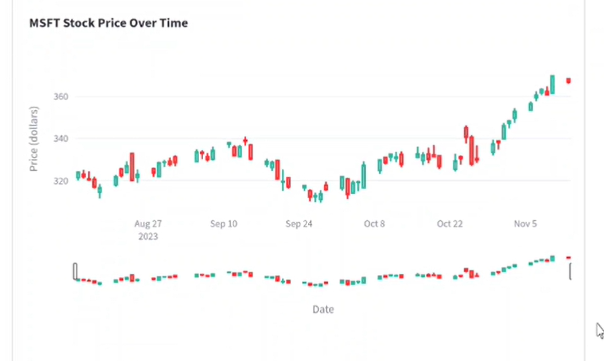 MSFT Stock Price Over Time
Price (dollars)
360
340
320
Aug 27 Sep 10 Sep 24 Oct 8 Oct 22 Nov 5
2023
Date